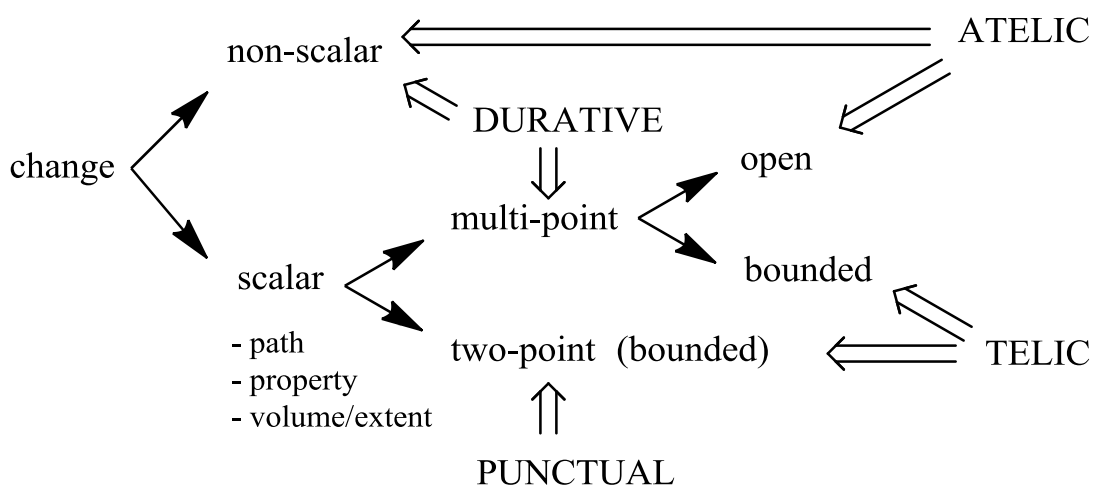 ATELIC
non-scalar
DURATIVE
change
open
multi-point
scalar
bounded
- path
two-point (bounded)
TELIC
- property
- volume/extent
PUNCTUAL